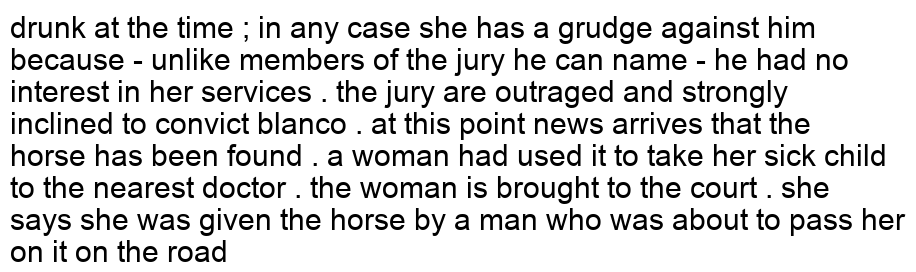 drunk at the time ; in any case she has a grudge against him
because - unlike members of the jury he can name - he had no
interest in her services . the jury are outraged and strongly
inclined to convict blanco . at this point news arrives that the
horse has been found . a woman had used it to take her sick child
to the nearest doctor . the woman is brought to the court . she
says she was given the horse by a man who was about to pass her
on it on the road